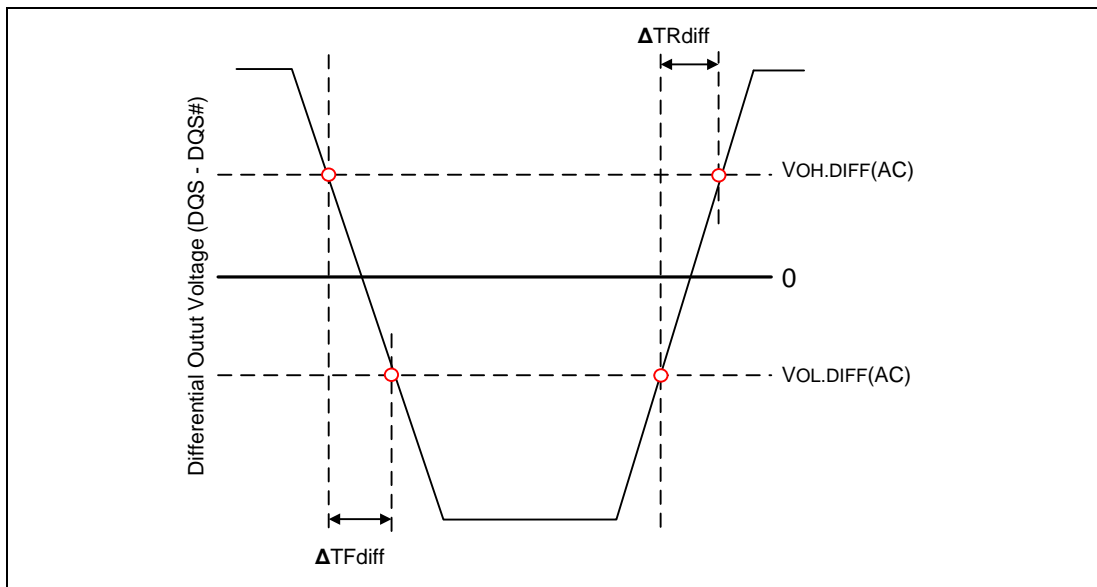 ΔTRdiff
Differential Outut Voltage (DQS - DQS#)
VOH.DIFF(AC)
0
VOL.DIFF(AC)
ΔTFdiff